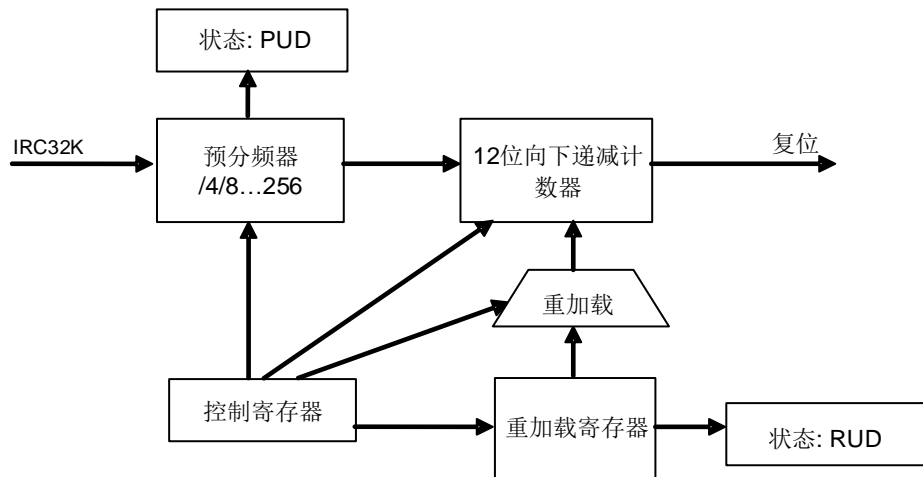 状态: PUD
IRC32K
预分频器
/4/8…256
12位向下递减计
数器
复位
重加载
控制寄存器
重加载寄存器
状态: RUD